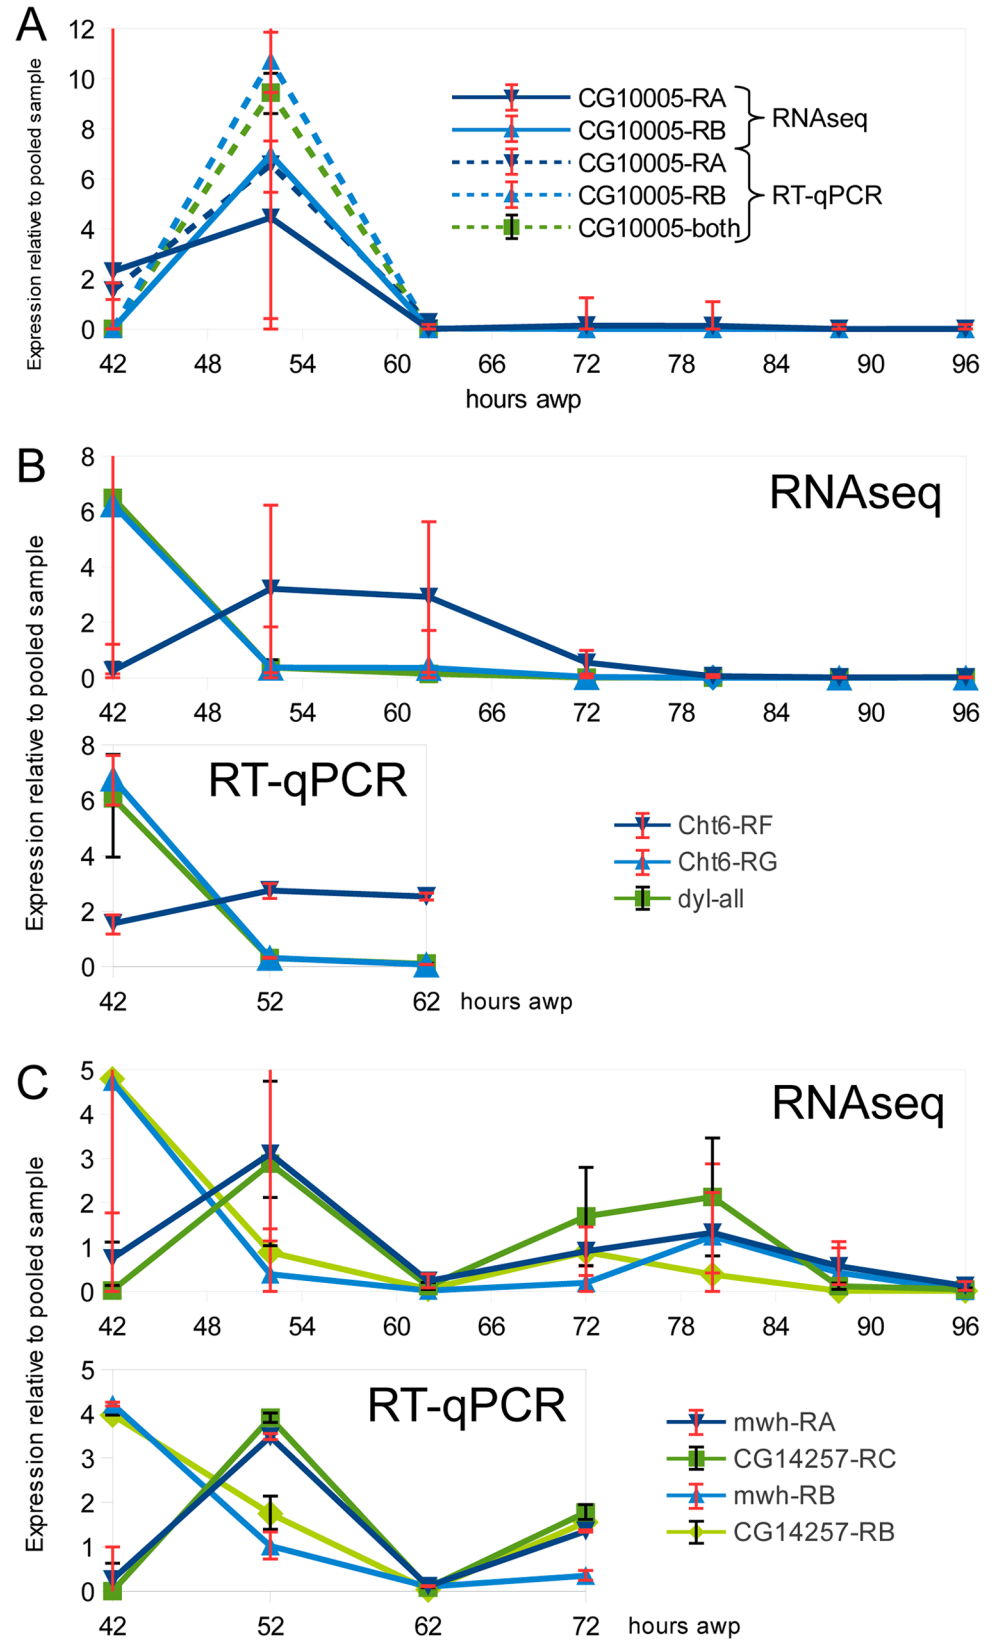 A
Expression relative to pooled sample
12
10
8
6
4
2
0
CG10005-RA
CG10005-RB
RNAseq
CG10005-RA
CG10005-RB
CG10005-both
RT-qPCR
42 48 54 60 66 72 78 84 90 96
hours awp
B
Expression relative to pooled sample
RNAseq
8
6
4
2
0
42 48 54 60 66 72 78 84 90 96
RT-qPCR
8
6
4
2
0
42 52 62 hours awp
Cht6-RF
Cht6-RG
dyl-all
C
Expression relative to pooled sample
RNAseq
5
4
3
2
1
0
42 48 54 60 66 72 78 84 90 96
RT-qPCR
5
4
3
2
1
0
42 52 62 72 hours awp
mwh-RA
CG14257-RC
mwh-RB
CG14257-RB